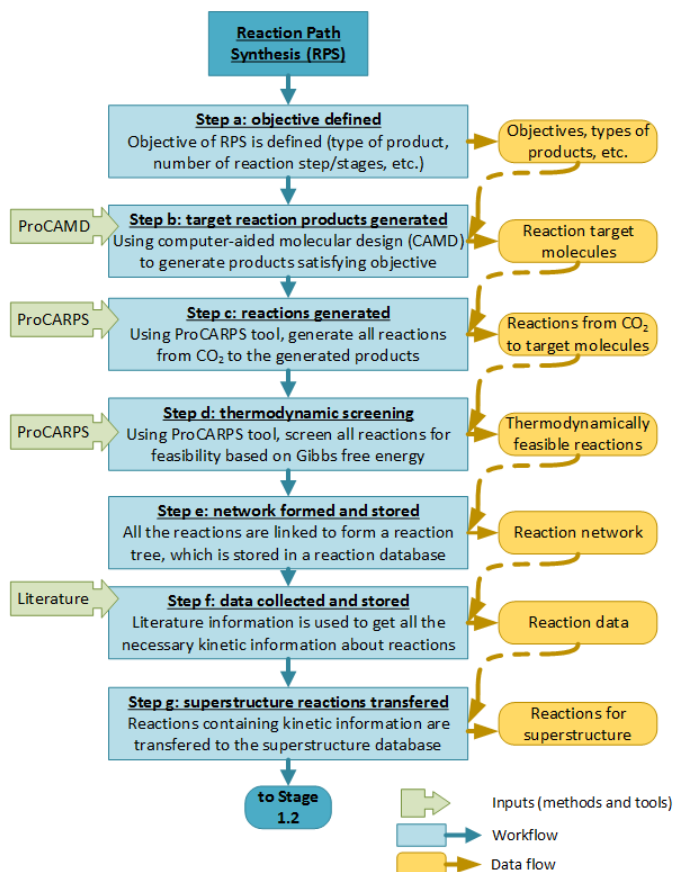 Reaction Path
Synthesis (RPS)
Step a: objective defined
Objective of RPS is defined (type of product,
number of reaction step/stages, etc.)
Objectives, types of
products, etc.
ProCAMD
Step b: target reaction products generated
Using computer-aided molecular design (CAMD)
to generate products satisfying objective
Reaction target
molecules
ProCARPS
Step c: reactions generated
Using ProCARPS tool, generate all reactions
from CO₂ to the generated products
Reactions from CO₂
to target molecules
ProCARPS
Step d: thermodynamic screening
Using ProCARPS tool, screen all reactions for
feasibility based on Gibbs free energy
Thermodynamically
feasible reactions
Step e: network formed and stored
All the reactions are linked to form a reaction
tree, which is stored in a reaction database
Reaction network
Literature
Step f: data collected and stored
Literature information is used to get all the
necessary kinetic information about reactions
Reaction data
Step g: superstructure reactions transfered
Reactions containing kinetic information are
transfered to the superstructure database
Reactions for
superstructure
to Stage
1.2
Inputs (methods and tools)
Workflow
Data flow